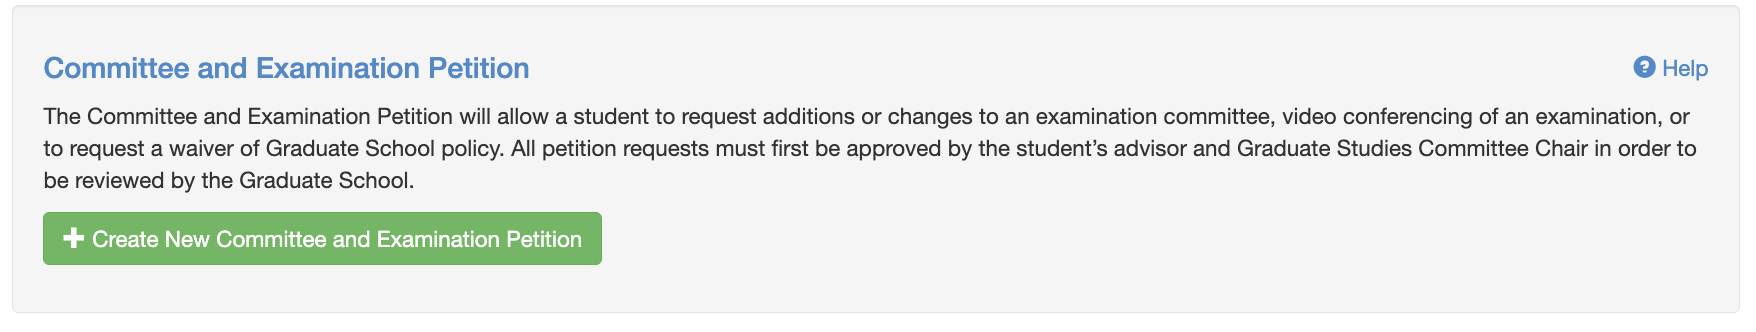 Committee and Examination Petition
Help
The Committee and Examination Petition will allow a student to request additions or changes to an examination committee, video conferencing of an examination, or
to request a waiver of Graduate School policy. All petition requests must first be approved by the student’s advisor and Graduate Studies Committee Chair in order to
be reviewed by the Graduate School.
Create New Committee and Examination Petition